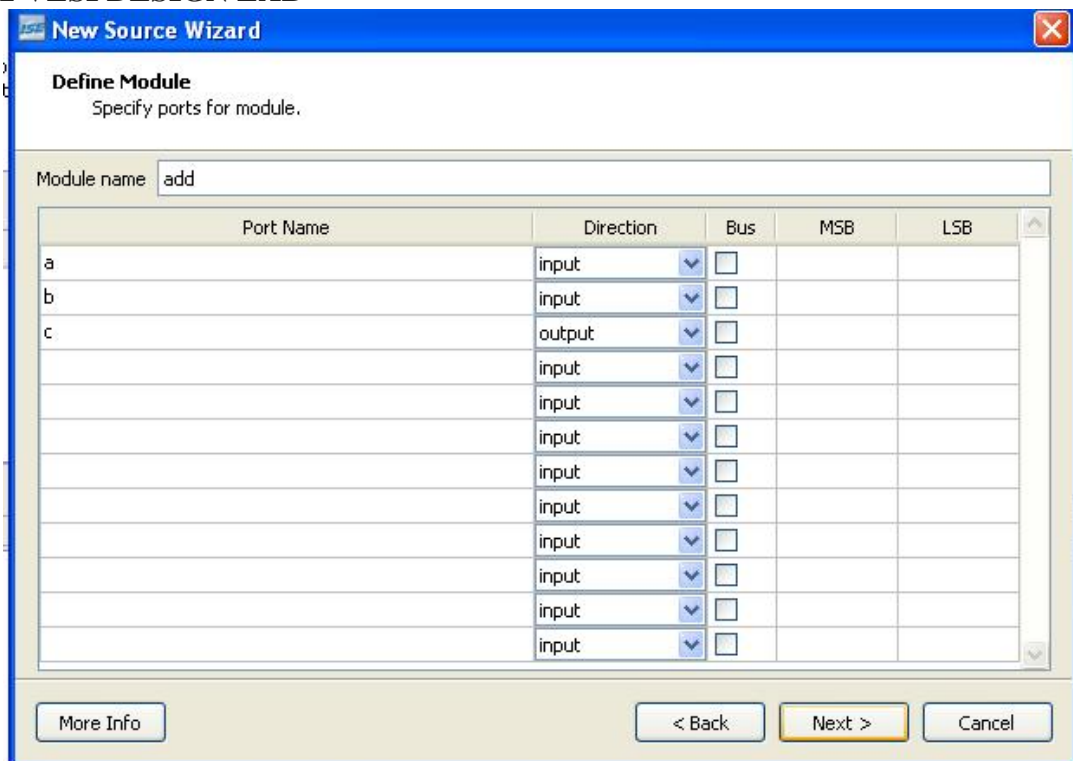 ISE New Source Wizard
Define Module
Specify ports for module.
Module name add
Port Name Direction Bus MSB LSB
a input
b input
c output
input
input
input
input
input
input
input
input
input
More Info < Back Next > Cancel